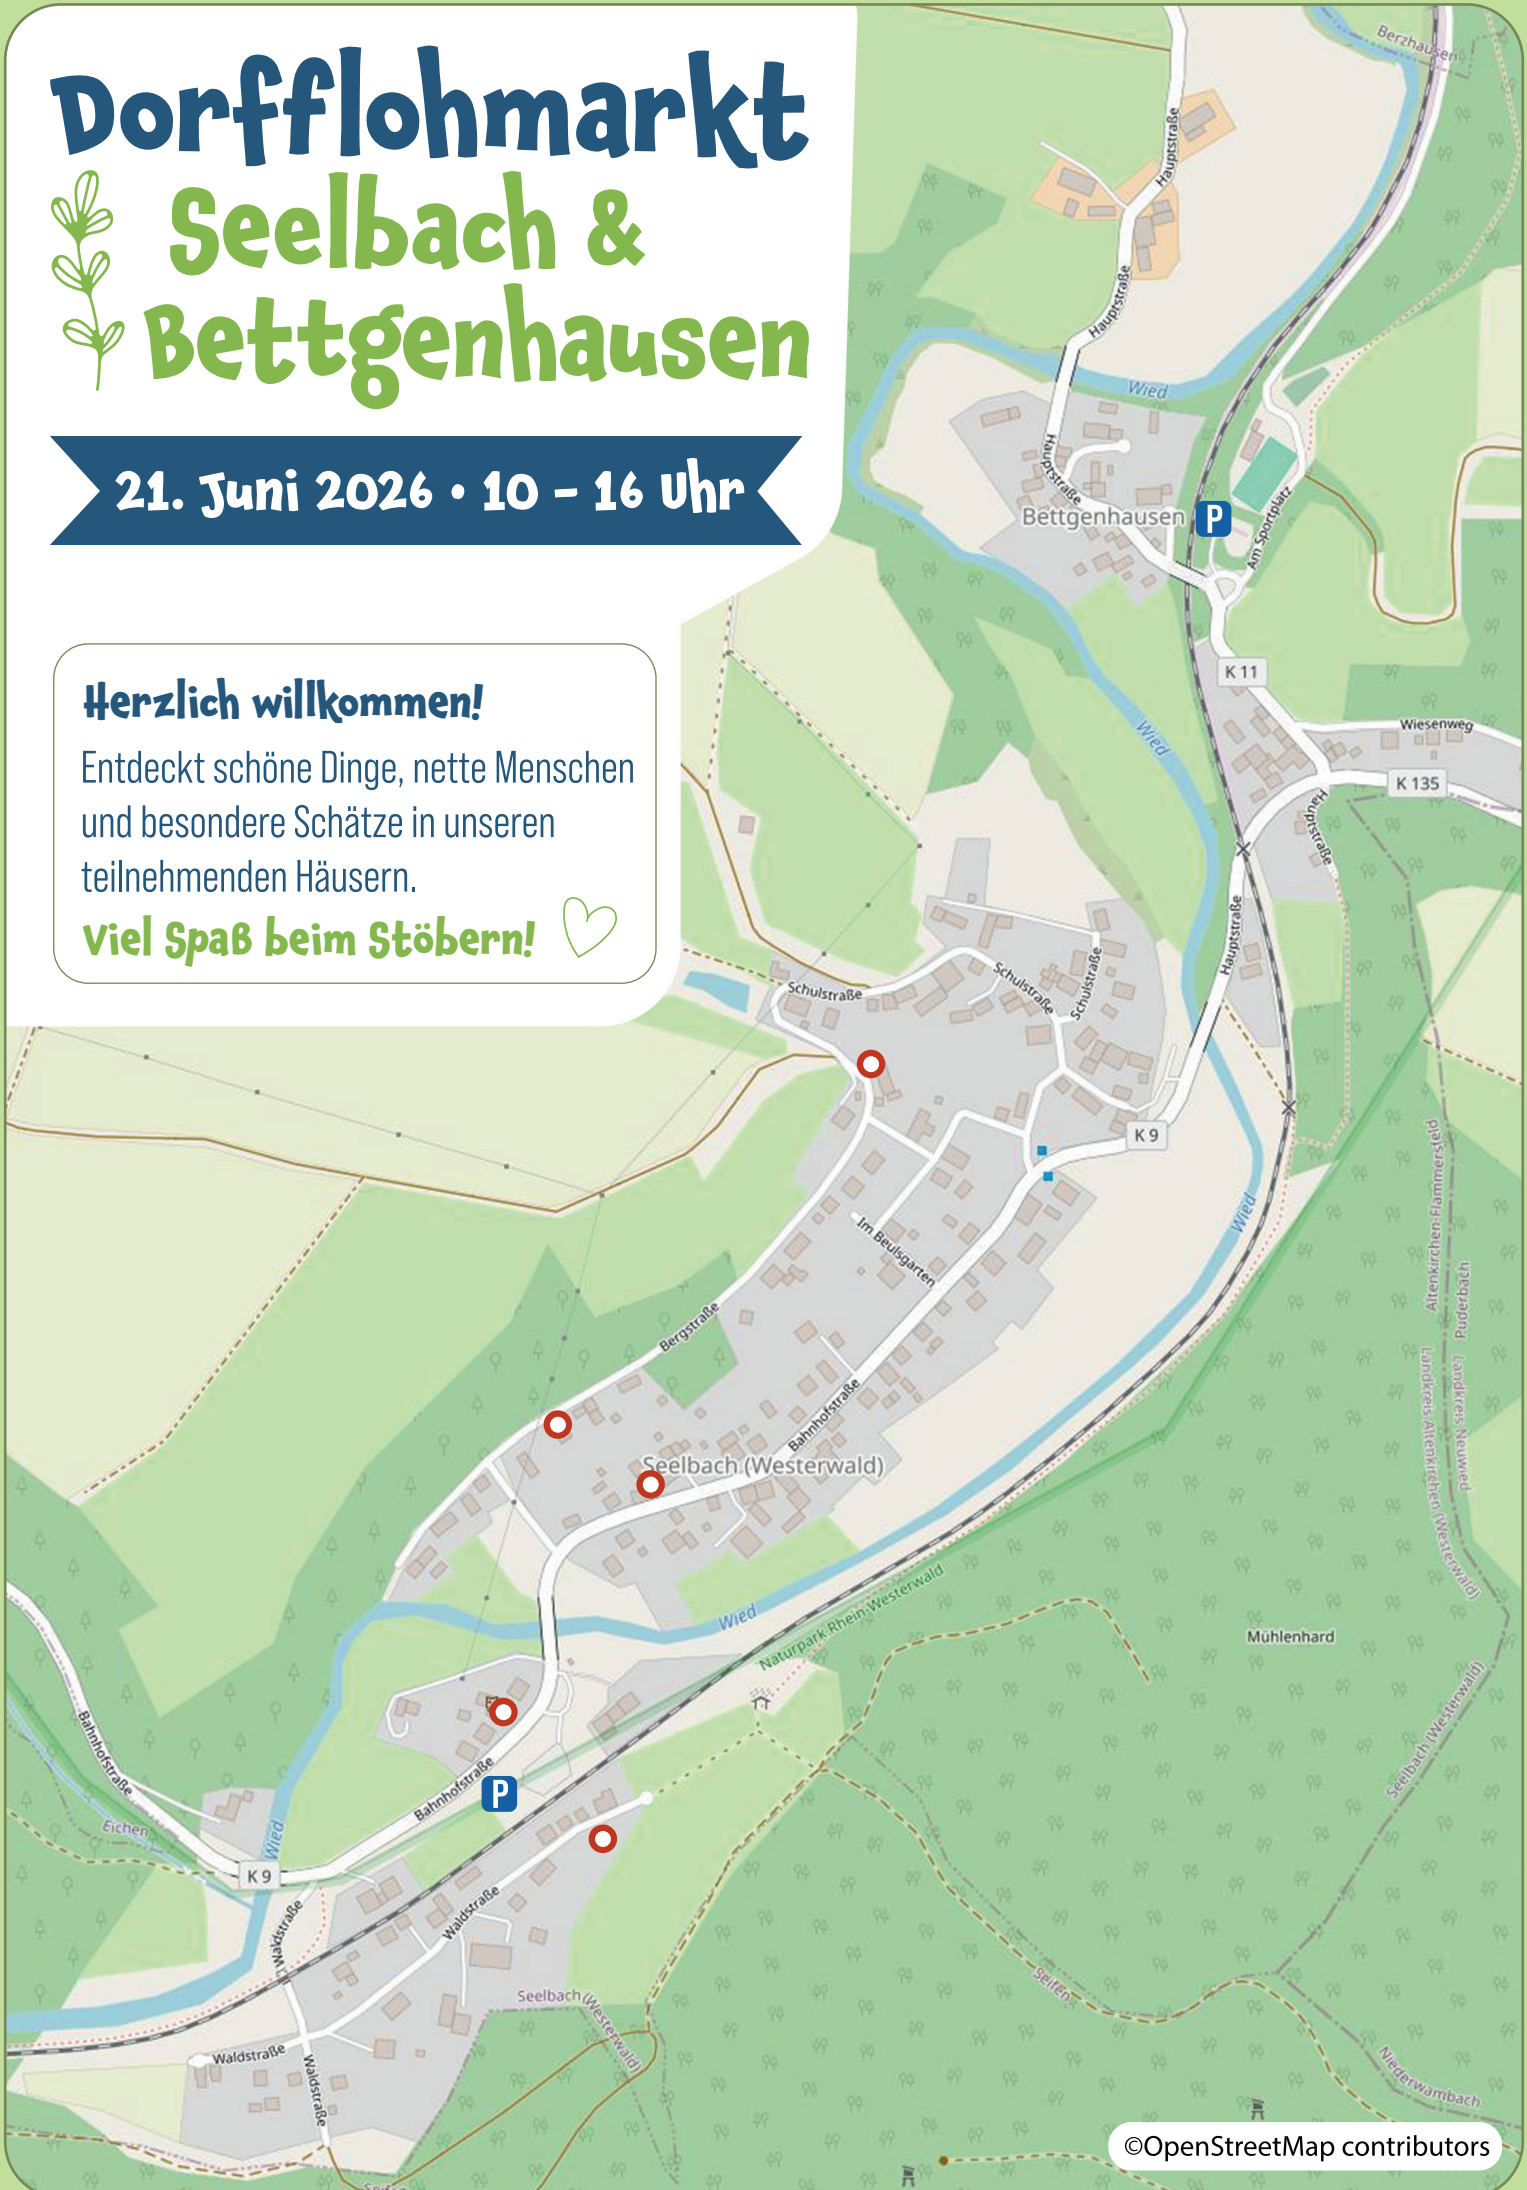 Dorfflohmarkt
Seelbach &
Bettgenhausen
21. Juni 2026 • 10 – 16 Uhr
Herzlich willkommen!
Entdeckt schöne Dinge, nette Menschen
und besondere Schätze in unseren
teilnehmenden Häusern.
Viel Spaß beim Stöbern!
Berzhausen
Hauptstraße
Hauptstraße
Wied
Hauptstraße
Bettgenhausen
P
Am Sportplatz
K 11
Wiesenweg
Wied
K 135
Hauptstraße
Hauptstraße
Schulstraße
Schulstraße
Schulstraße
K 9
Wied
Im Beulsgarten
Altenkirchen-Flammersfeld
Puderbach
Bergstraße
Landkreis Altenkirchen (Westerwald)
Landkreis Neuwied
Bahnhofstraße
Seelbach (Westerwald)
Wied
Naturpark Rhein-Westerwald
Mühlenhard
Seelbach (Westerwald)
Bahnhofstraße
Bahnhofstraße
P
Eichen
Wied
K 9
Waldstraße
Waldstraße
Seelbach (Westerwald)
Seifen
Waldstraße
Waldstraße
Niederwambach
©OpenStreetMap contributors